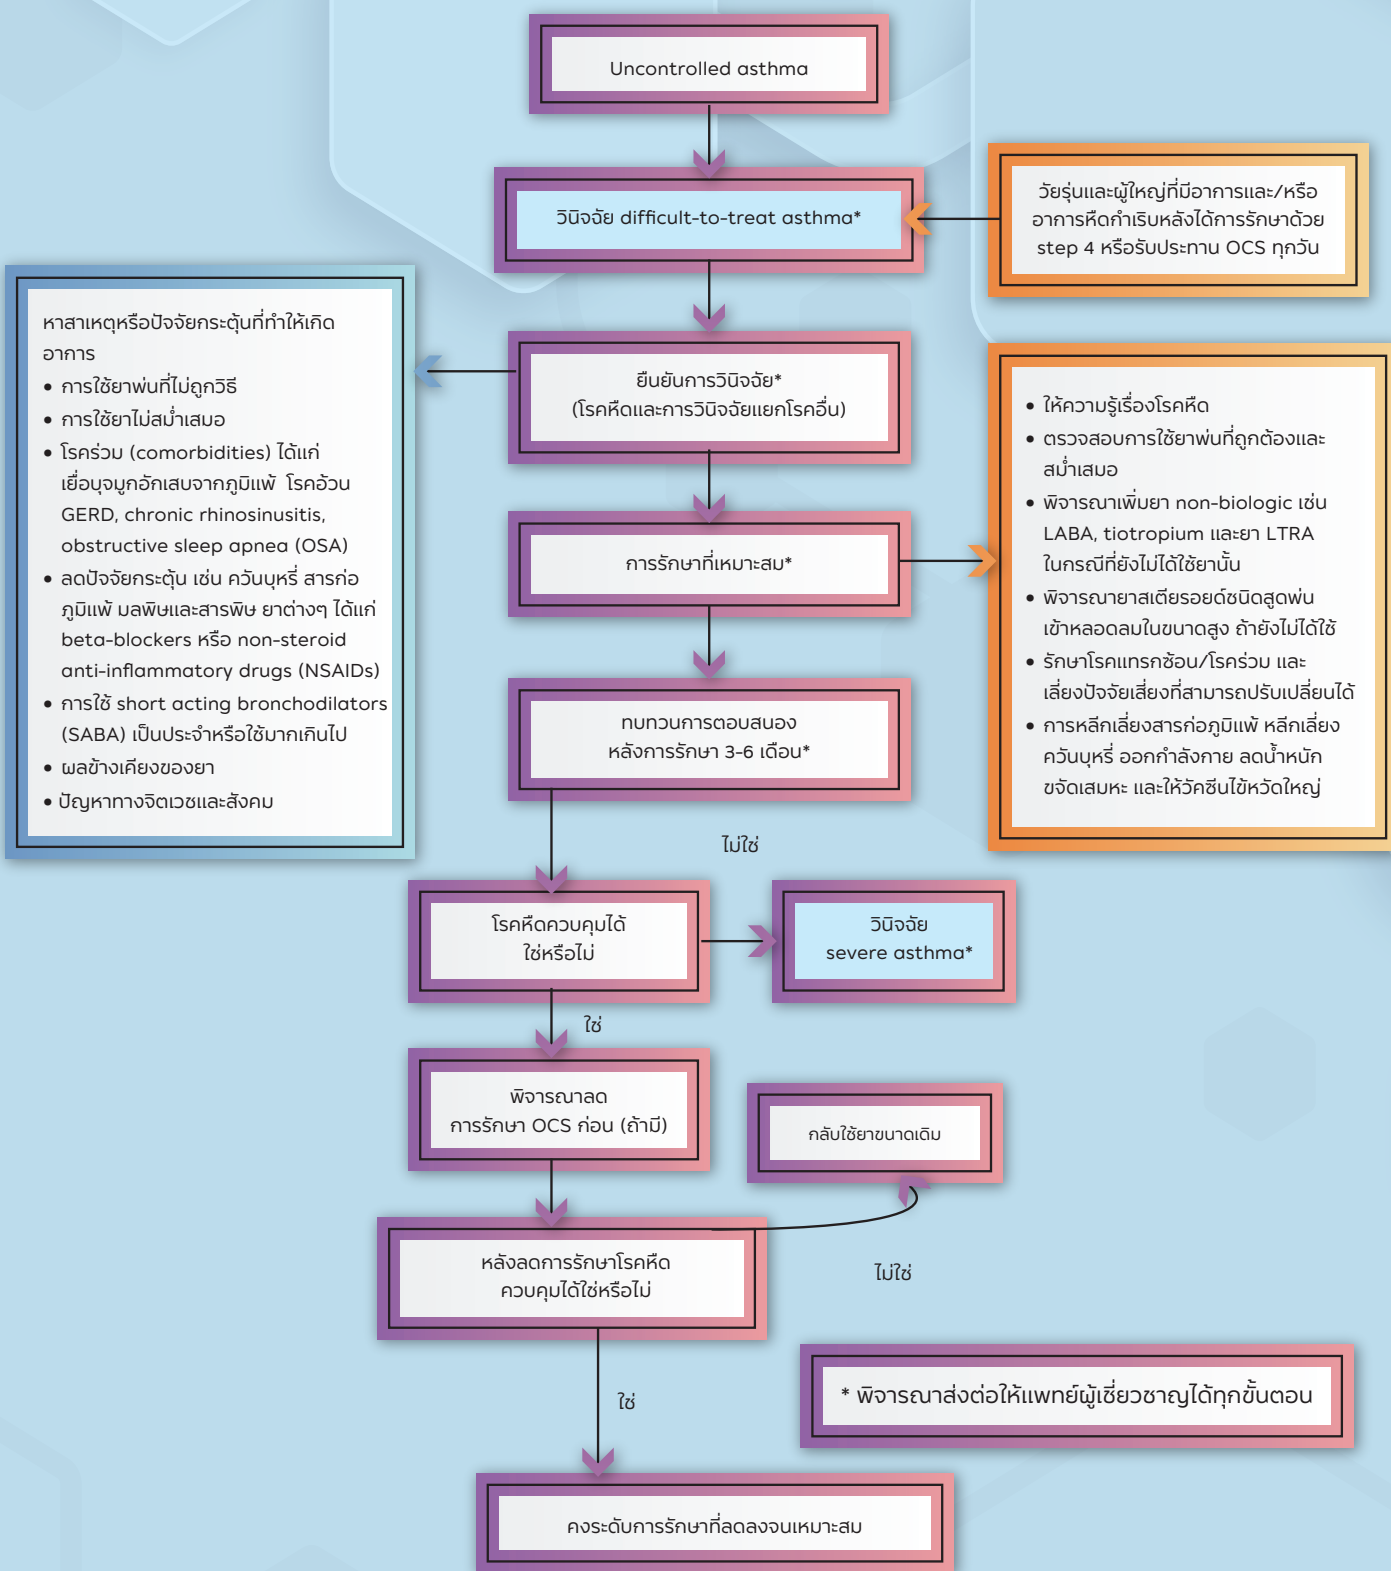 Uncontrolled asthma
วินิจฉัย difficult-to-treat asthma*
วัยรุ่นและผู้ใหญ่ที่มีอาการและ/หรือ
อาการหืดกำเริบหลังได้การรักษาด้วย
step 4 หรือรับประทาน OCS ทุกวัน
หาสาเหตุหรือปัจจัยกระตุ้นที่ทำให้เกิด
อาการ
• การใช้ยาพ่นที่ไม่ถูกวิธี
• การใช้ยาไม่สม่ำเสมอ
• โรคร่วม (comorbidities) ได้แก่
เยื่อบุจมูกอักเสบจากภูมิแพ้ โรคอ้วน
GERD, chronic rhinosinusitis,
obstructive sleep apnea (OSA)
• ลดปัจจัยกระตุ้น เช่น ควันบุหรี่ สารก่อ
ภูมิแพ้ มลพิษและสารพิษ ยาต่างๆ ได้แก่
beta-blockers หรือ non-steroid
anti-inflammatory drugs (NSAIDs)
• การใช้ short acting bronchodilators
(SABA) เป็นประจำหรือใช้มากเกินไป
• ผลข้างเคียงของยา
• ปัญหาทางจิตเวชและสังคม
ยืนยันการวินิจฉัย*
(โรคหืดและการวินิจฉัยแยกโรคอื่น)
การรักษาที่เหมาะสม*
• ให้ความรู้เรื่องโรคหืด
• ตรวจสอบการใช้ยาพ่นที่ถูกต้องและ
สม่ำเสมอ
• พิจารณาเพิ่มยา non-biologic เช่น
LABA, tiotropium และยา LTRA
ในกรณีที่ยังไม่ได้ใช้ยานั้น
• พิจารณายาสเตียรอยด์ชนิดสูดพ่น
เข้าหลอดลมในขนาดสูง ถ้ายังไม่ได้ใช้
• รักษาโรคแทรกซ้อน/โรคร่วม และ
เลี่ยงปัจจัยเสี่ยงที่สามารถปรับเปลี่ยนได้
• การหลีกเลี่ยงสารก่อภูมิแพ้ หลีกเลี่ยง
ควันบุหรี่ ออกกำลังกาย ลดน้ำหนัก
ขจัดเสมหะ และให้วัคซีนไข้หวัดใหญ่
ทบทวนการตอบสนอง
หลังการรักษา 3-6 เดือน*
ไม่ใช่
โรคหืดควบคุมได้
ใช่หรือไม่
วินิจฉัย
severe asthma*
ใช่
พิจารณาลด
การรักษา OCS ก่อน (ถ้ามี)
กลับใช้ยาขนาดเดิม
หลังลดการรักษาโรคหืด
ควบคุมได้ใช่หรือไม่
ไม่ใช่
* พิจารณาส่งต่อให้แพทย์ผู้เชี่ยวชาญได้ทุกขั้นตอน
ใช่
คงระดับการรักษาที่ลดลงจนเหมาะสม